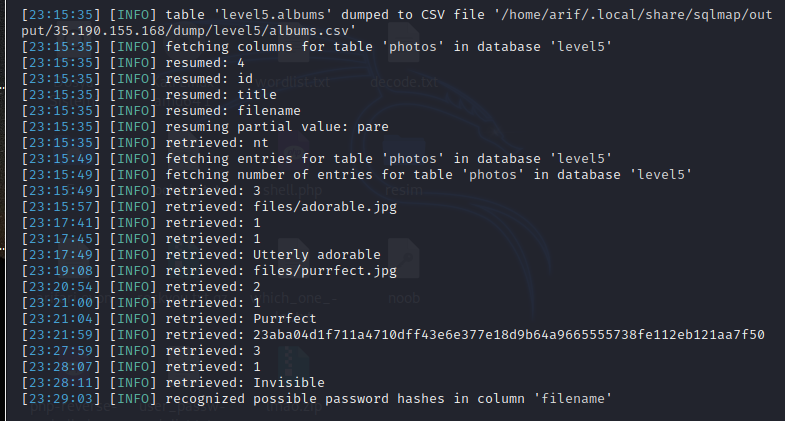 [23:15:35] [INFO] table 'level5.albums' dumped to CSV file '/home/arif/.local/share/sqlmap/out
put/35.190.155.168/dump/level5/albums.csv'
[23:15:35] [INFO] fetching columns for table 'photos' in database 'level5'
[23:15:35] [INFO] resumed: 4
[23:15:35] [INFO] resumed: id
[23:15:35] [INFO] resumed: title
[23:15:35] [INFO] resumed: filename
[23:15:35] [INFO] resuming partial value: pare
[23:15:35] [INFO] retrieved: nt
[23:15:49] [INFO] fetching entries for table 'photos' in database 'level5'
[23:15:49] [INFO] fetching number of entries for table 'photos' in database 'level5'
[23:15:49] [INFO] retrieved: 3
[23:15:57] [INFO] retrieved: files/adorable.jpg
[23:17:41] [INFO] retrieved: 1
[23:17:45] [INFO] retrieved: 1
[23:17:49] [INFO] retrieved: Utterly adorable
[23:19:08] [INFO] retrieved: files/purrfect.jpg
[23:20:54] [INFO] retrieved: 2
[23:21:00] [INFO] retrieved: 1
[23:21:04] [INFO] retrieved: Purrfect
[23:21:59] [INFO] retrieved: 23aba04d1f711a4710dff43e6e377e18d9b64a9665555738fe112eb121aa7f50
[23:27:59] [INFO] retrieved: 3
[23:28:07] [INFO] retrieved: 1
[23:28:11] [INFO] retrieved: Invisible
[23:29:03] [INFO] recognized possible password hashes in column 'filename'
wordlist.txt
decode.txt
shell.php
resim
noob